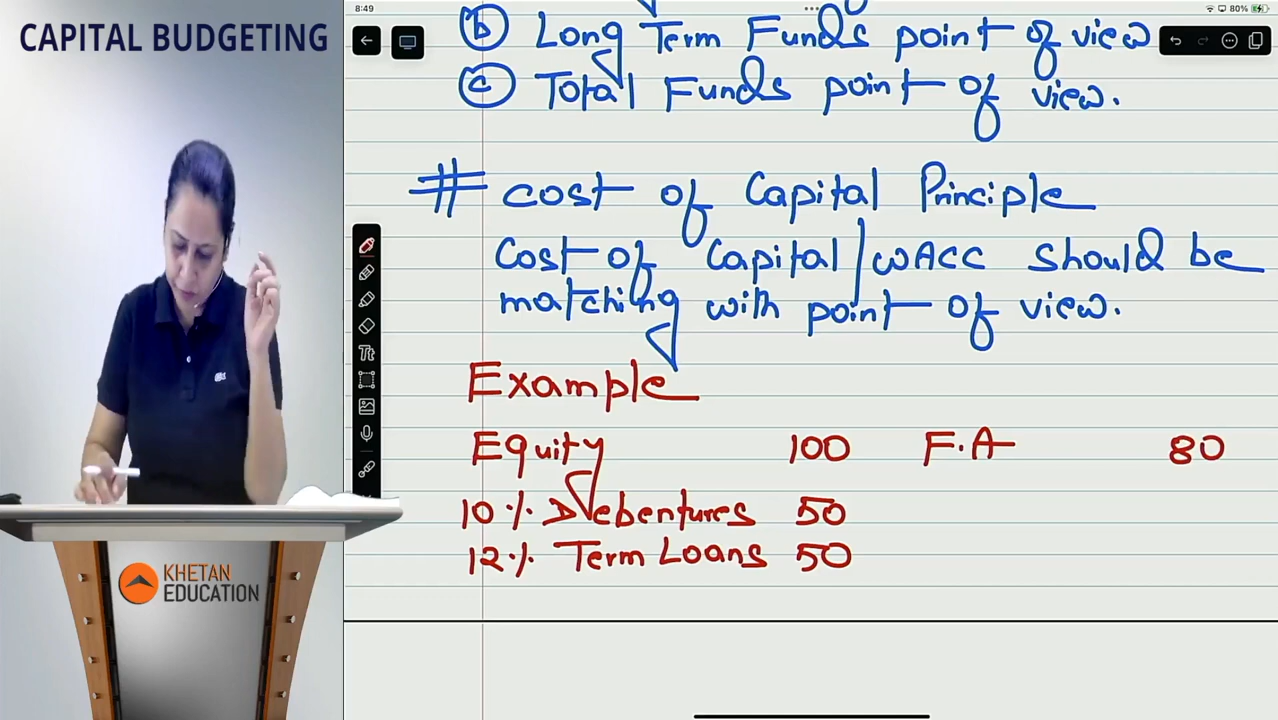 8:49
80%
CAPITAL BUDGETING
b Long Term Funds point of view
c Total Funds point of view.
# Cost of Capital Principle
Cost of Capital / WACC should be
matching with point of view.
Tt
Example
Equity 100 F.A 80
10% Debentures 50
12% Term Loans 50
KHETAN
EDUCATION